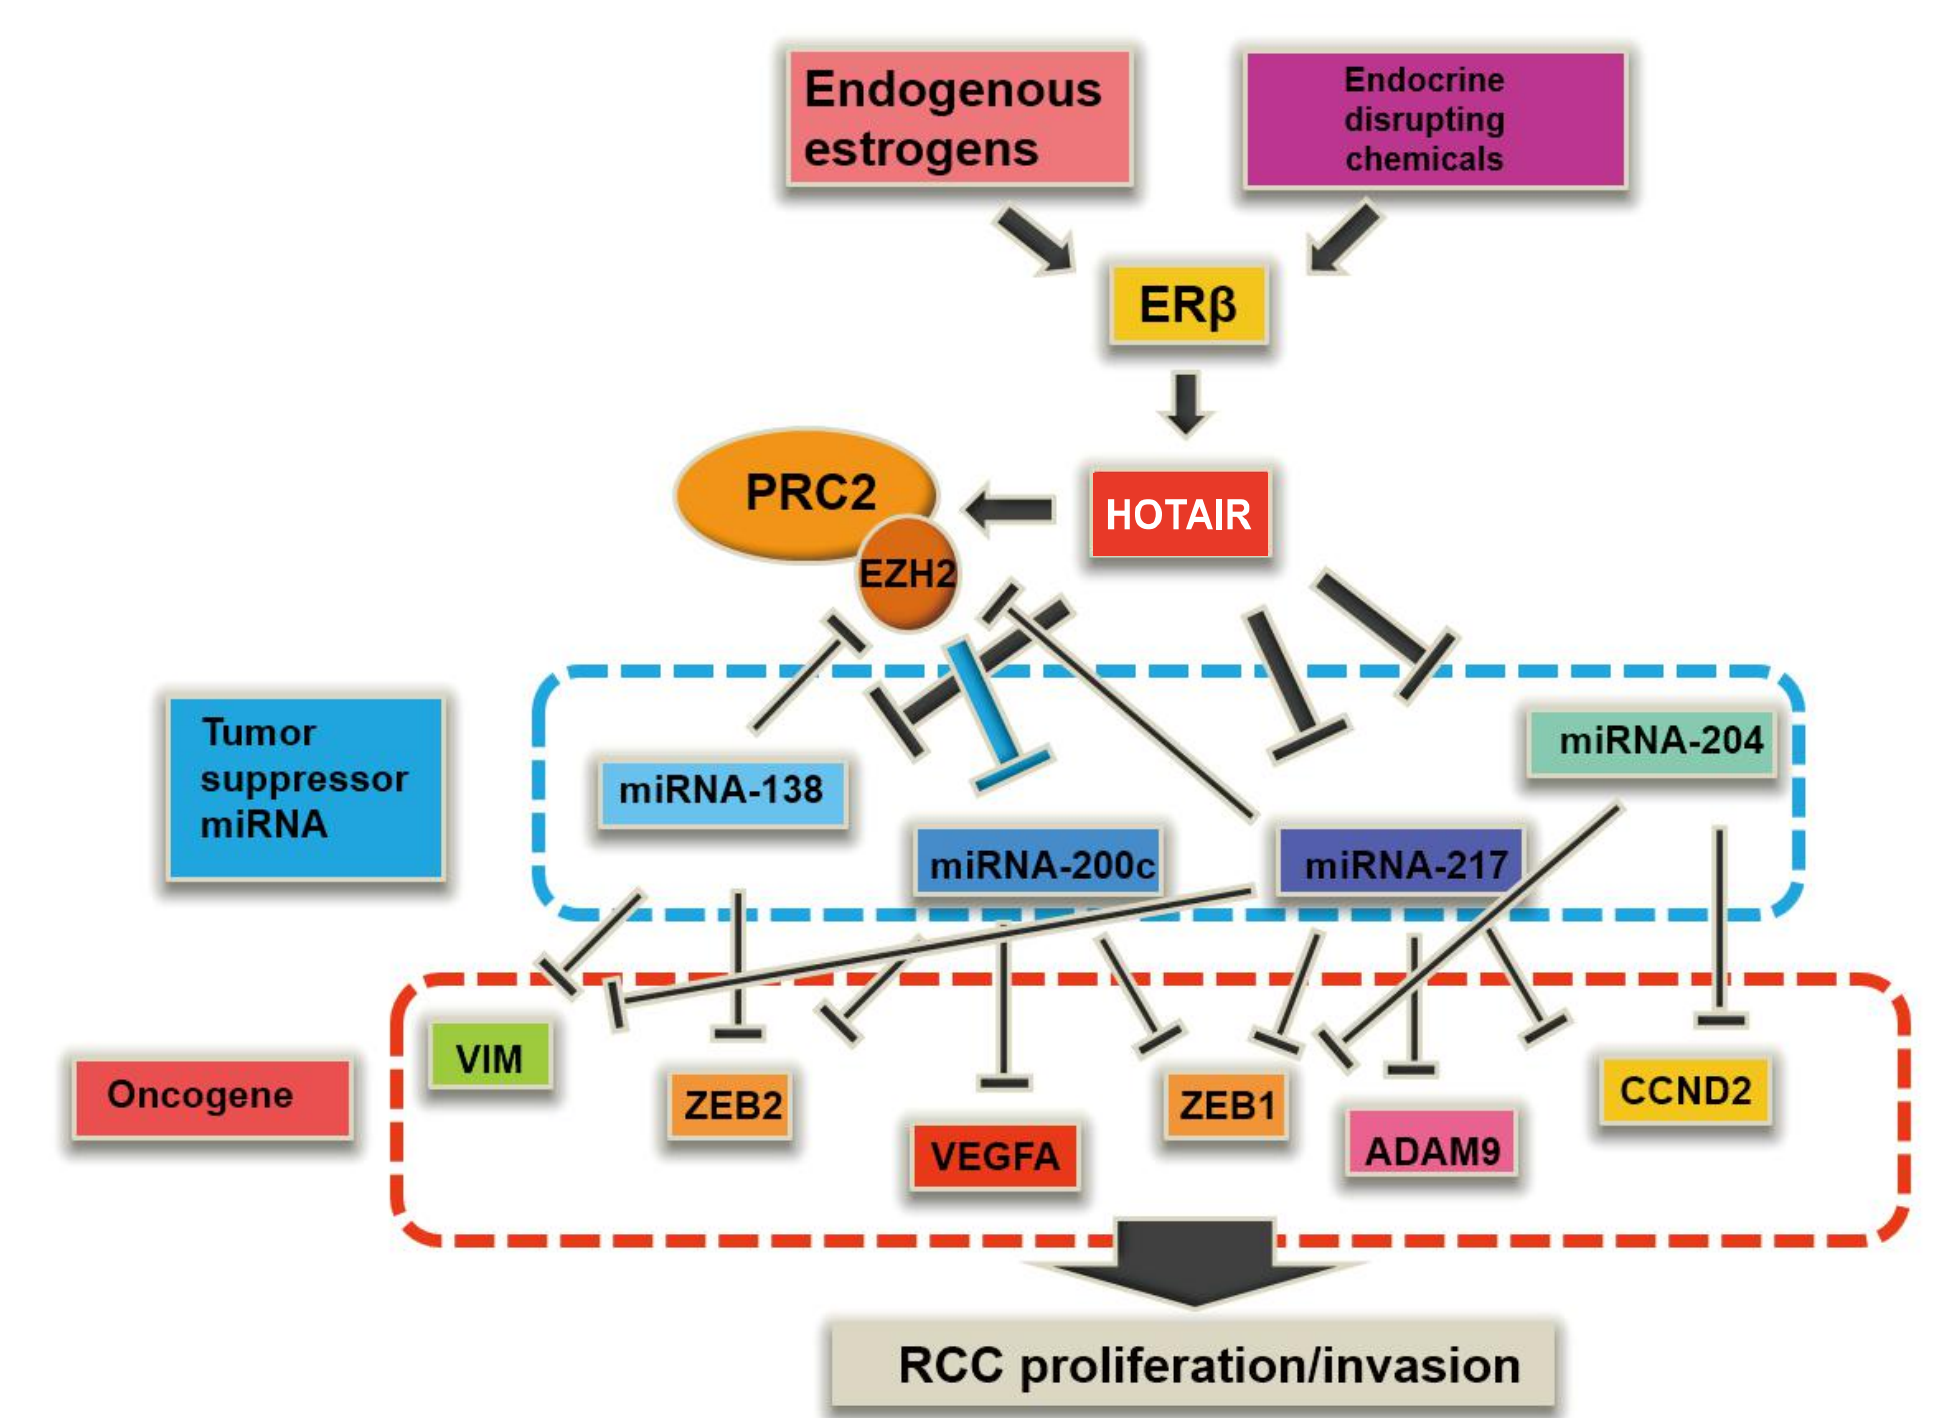 Endogenous
estrogens
Endocrine
disrupting
chemicals
ERβ
PRC2
HOTAIR
EZH2
Tumor
suppressor
miRNA
miRNA-138
miRNA-200c
miRNA-217
miRNA-204
Oncogene
VIM
ZEB2
VEGFA
ZEB1
ADAM9
CCND2
RCC proliferation/invasion